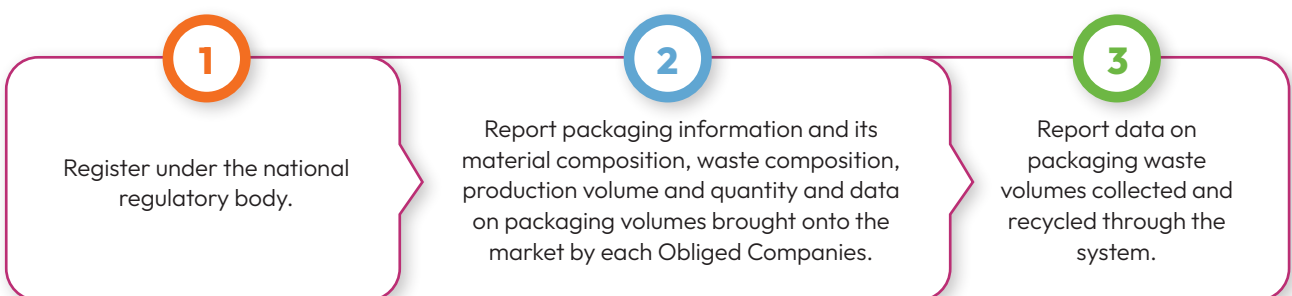 1
Register under the national
regulatory body.
2
Report packaging information and its
material composition, waste composition,
production volume and quantity and data
on packaging volumes brought onto the
market by each Obliged Companies.
3
Report data on
packaging waste
volumes collected and
recycled through the
system.